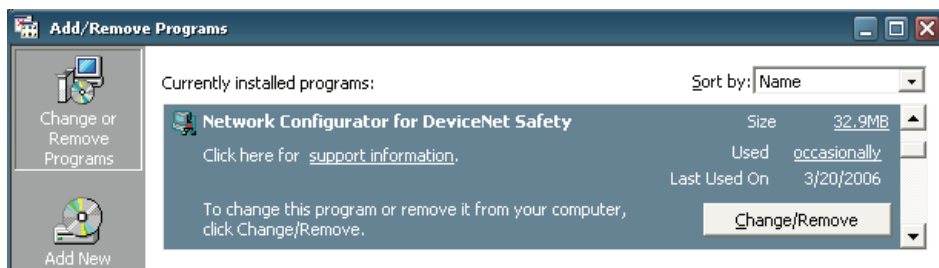 Add/Remove Programs
Change or
Remove
Programs
Add New
Currently installed programs:
Sort by: Name
Network Configurator for DeviceNet Safety
Size 32.9MB
Click here for support information.
Used occasionally
Last Used On 3/20/2006
To change this program or remove it from your computer,
click Change/Remove.
Change/Remove